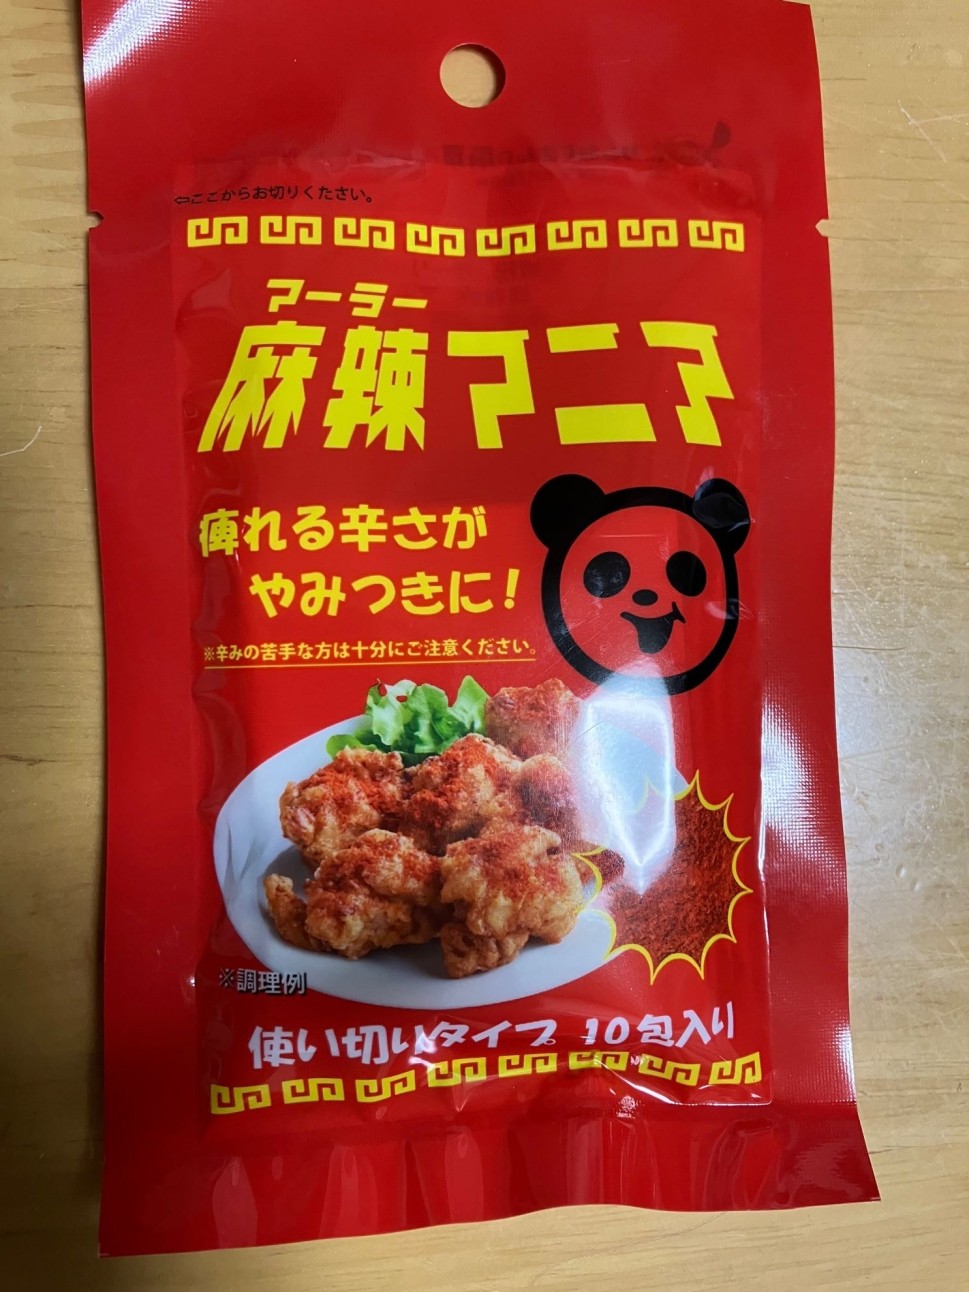 ⇦ここからお切りください。
マーラー
麻辣マニア
痺れる辛さが
やみつきに!
※辛みの苦手な方は十分にご注意ください。
※調理例
使い切りタイプ 10包入り